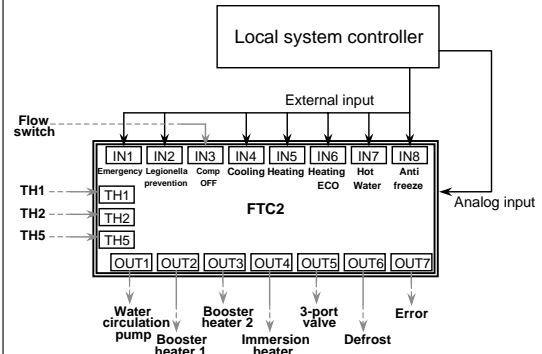 Local system controller
External input
Flow
switch
IN1 IN2 IN3 IN4 IN5 IN6 IN7 IN8
Emergency Legionella Comp Cooling Heating Heating Hot Anti
prevention OFF ECO Water freeze
TH1 TH1
TH2 TH2
TH5 TH5
FTC2
Analog input
OUT1 OUT2 OUT3 OUT4 OUT5 OUT6 OUT7
Water
circulation
pump
Booster
heater 1
Booster
heater 2
Immersion
heater
3-port
valve
Defrost
Error